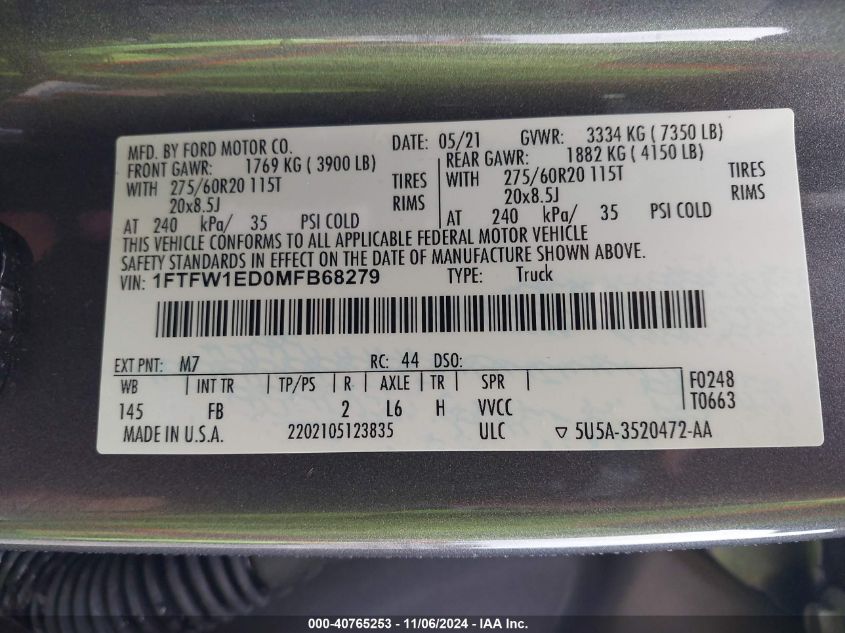 MFD. BY FORD MOTOR CO.
DATE: 05/21 GVWR: 3334 KG ( 7350 LB)
FRONT GAWR: 1769 KG ( 3900 LB)
WITH 275/60R20 115T TIRES
20x8.5J RIMS
AT 240 kPa/ 35 PSI COLD
REAR GAWR: 1882 KG ( 4150 LB)
WITH 275/60R20 115T TIRES
20x8.5J RIMS
AT 240 kPa/ 35 PSI COLD
THIS VEHICLE CONFORMS TO ALL APPLICABLE FEDERAL MOTOR VEHICLE
SAFETY STANDARDS IN EFFECT ON THE DATE OF MANUFACTURE SHOWN ABOVE.
VIN: 1FTFW1ED0MFB68279 TYPE: Truck
EXT PNT: M7 RC: 44 DSO:
WB INT TR TP/PS R AXLE TR SPR F0248
145 FB 2 L6 H VVCC T0663
MADE IN U.S.A. 2202105123835 ULC ▽ 5U5A-3520472-AA
000-40765253 - 11/06/2024 - IAA Inc.